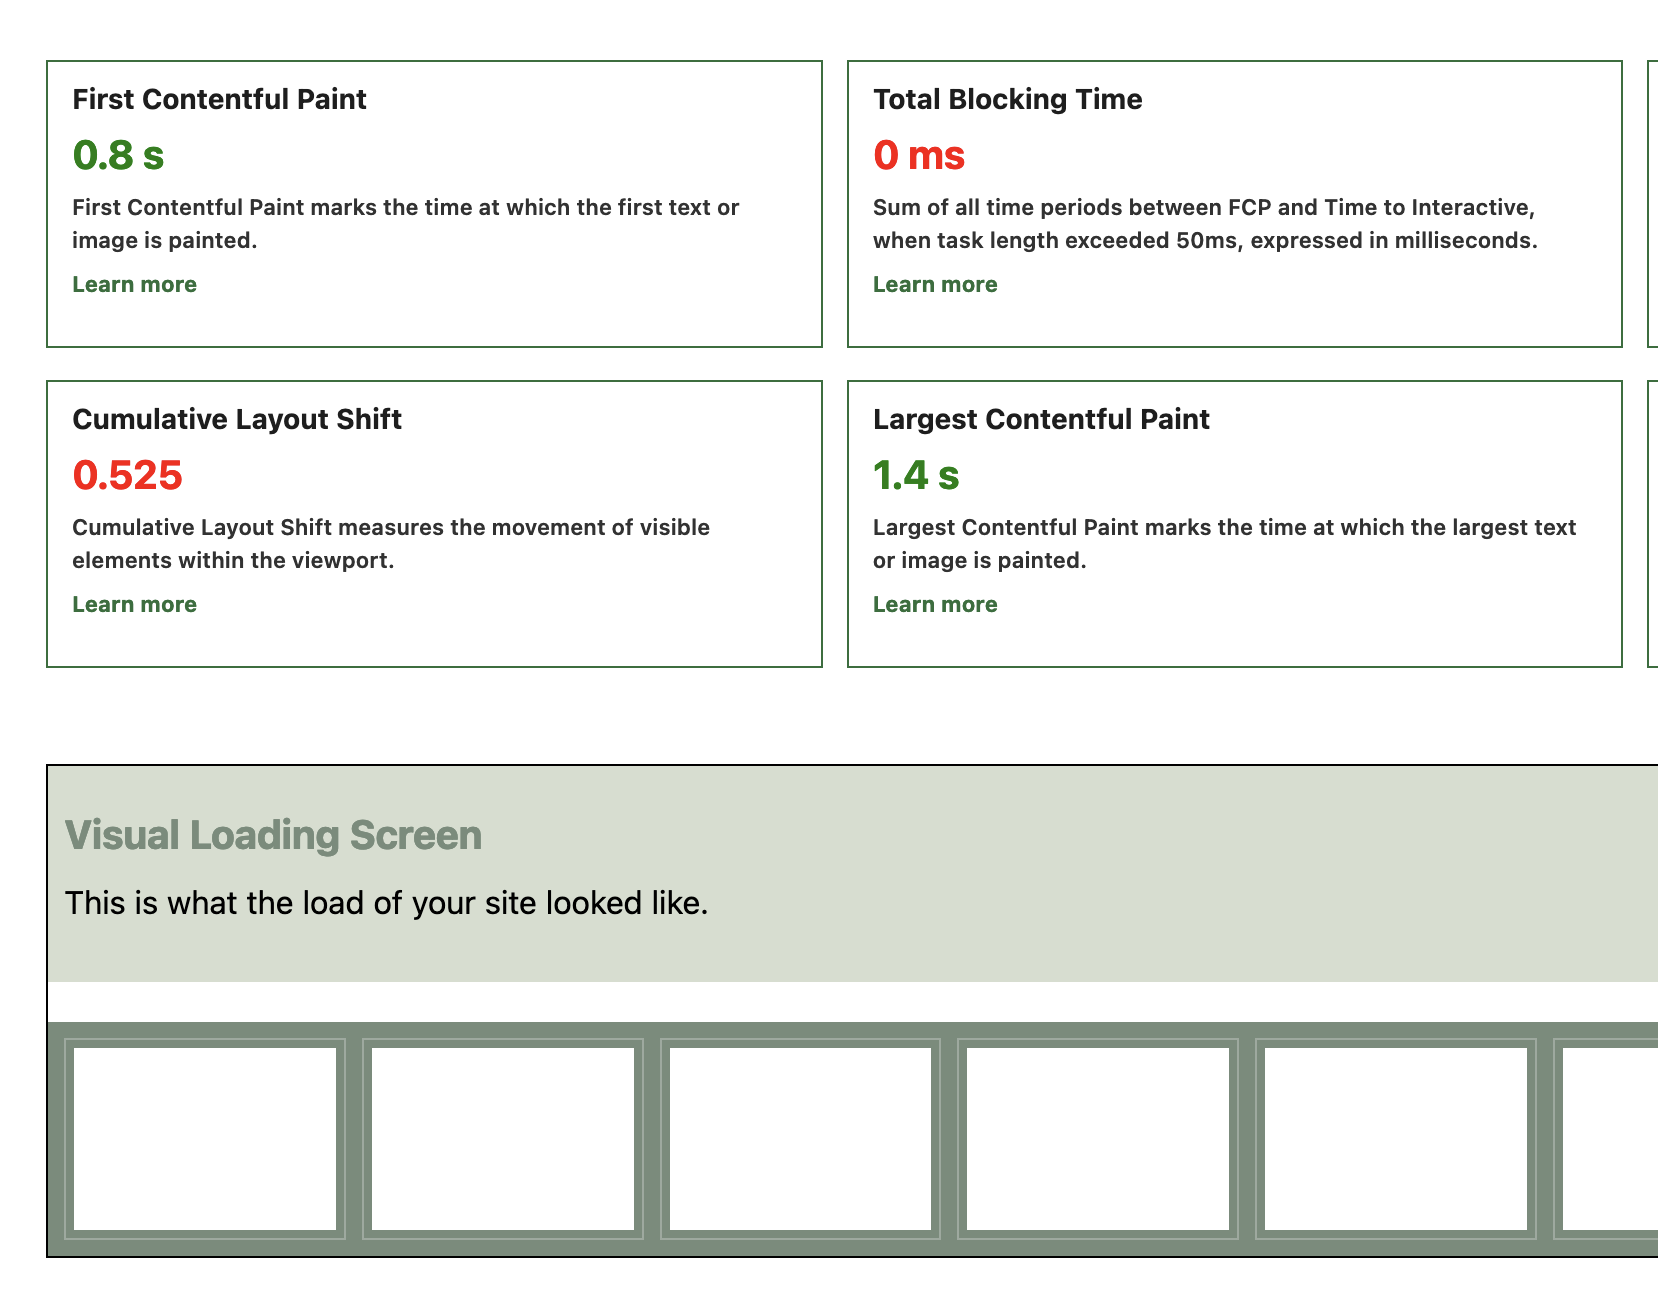 First Contentful Paint
0.8 s
First Contentful Paint marks the time at which the first text or
image is painted.
Learn more
Total Blocking Time
0 ms
Sum of all time periods between FCP and Time to Interactive,
when task length exceeded 50ms, expressed in milliseconds.
Learn more
Cumulative Layout Shift
0.525
Cumulative Layout Shift measures the movement of visible
elements within the viewport.
Learn more
Largest Contentful Paint
1.4 s
Largest Contentful Paint marks the time at which the largest text
or image is painted.
Learn more
Visual Loading Screen
This is what the load of your site looked like.